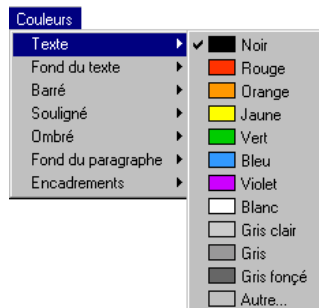 Couleurs
Texte
Fond du texte
Barré
Souligné
Ombré
Fond du paragraphe
Encadrements
Noir
Rouge
Orange
Jaune
Vert
Bleu
Violet
Blanc
Gris clair
Gris
Gris fonçé
Autre...